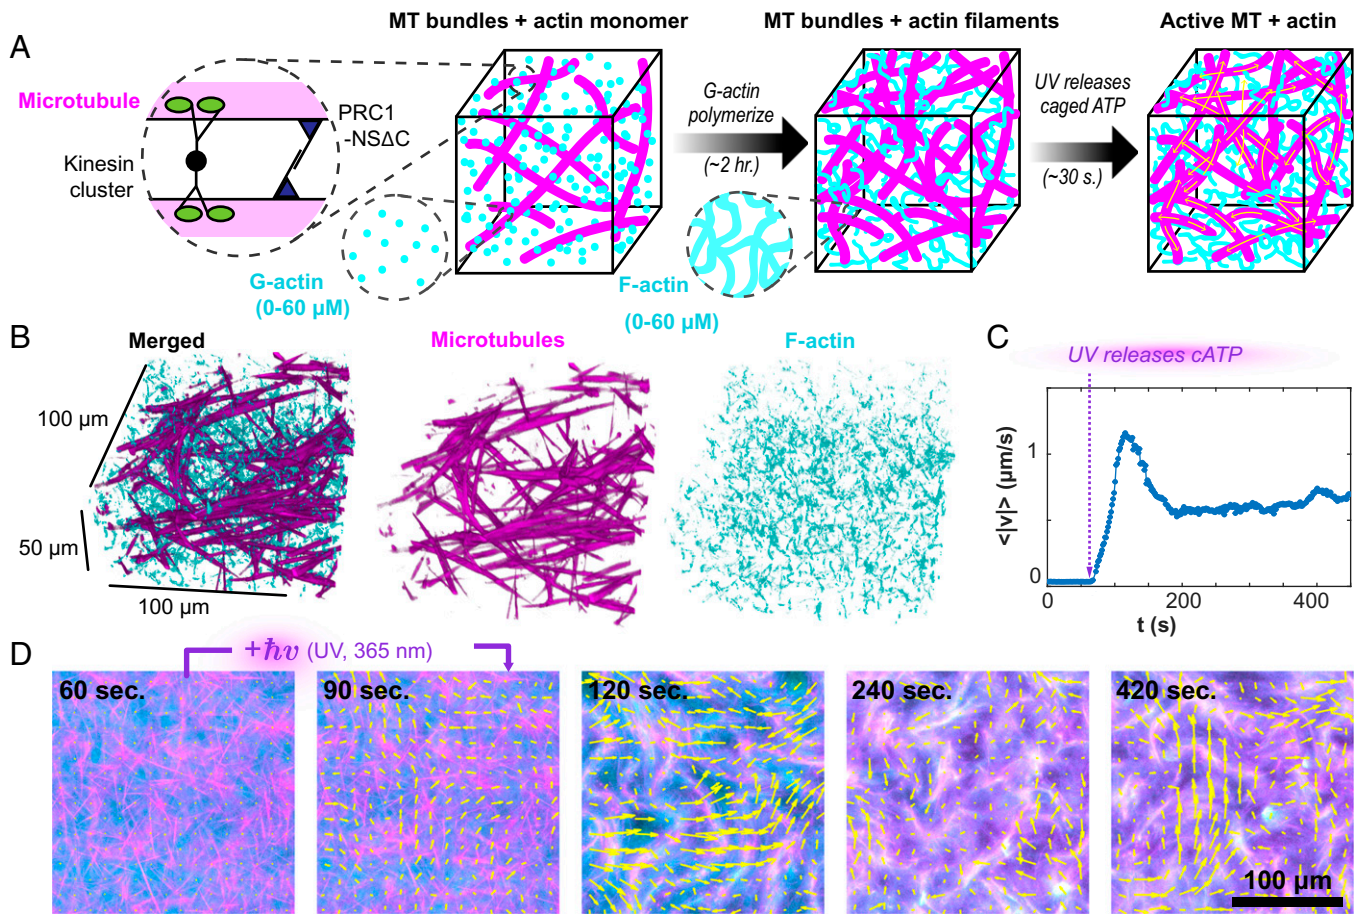 A
MT bundles + actin monomer
MT bundles + actin filaments
Active MT + actin
Microtubule
Kinesin
cluster
PRC1
-NSΔC
G-actin
polymerize
(~2 hr.)
UV releases
caged ATP
(~30 s.)
G-actin
(0-60 µM)
F-actin
(0-60 µM)
B
Merged
Microtubules
F-actin
100 µm
50 µm
100 µm
C
UV releases cATP
<|v|> (µm/s)
1
0
0
200
400
t (s)
D
+ħν (UV, 365 nm)
60 sec.
90 sec.
120 sec.
240 sec.
420 sec.
100 µm